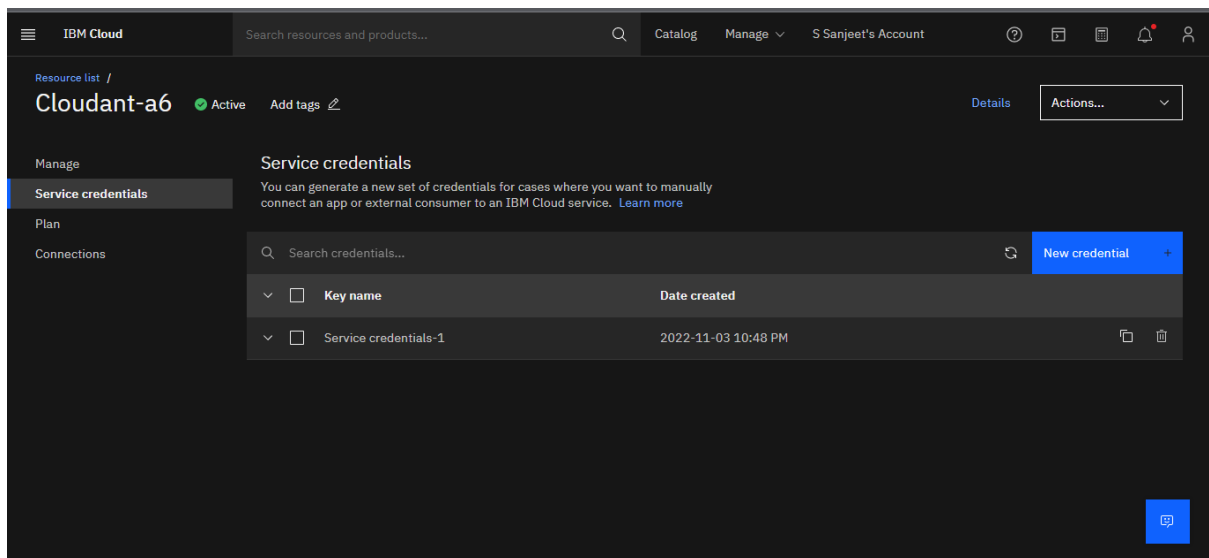 IBM Cloud
Search resources and products...
Catalog
Manage
S Sanjeet's Account
Resource list /
Cloudant-a6
Active
Add tags
Details
Actions...
Manage
Service credentials
Plan
Connections
Service credentials
You can generate a new set of credentials for cases where you want to manually
connect an app or external consumer to an IBM Cloud service. Learn more
Search credentials...
New credential +
Key name
Date created
Service credentials-1
2022-11-03 10:48 PM